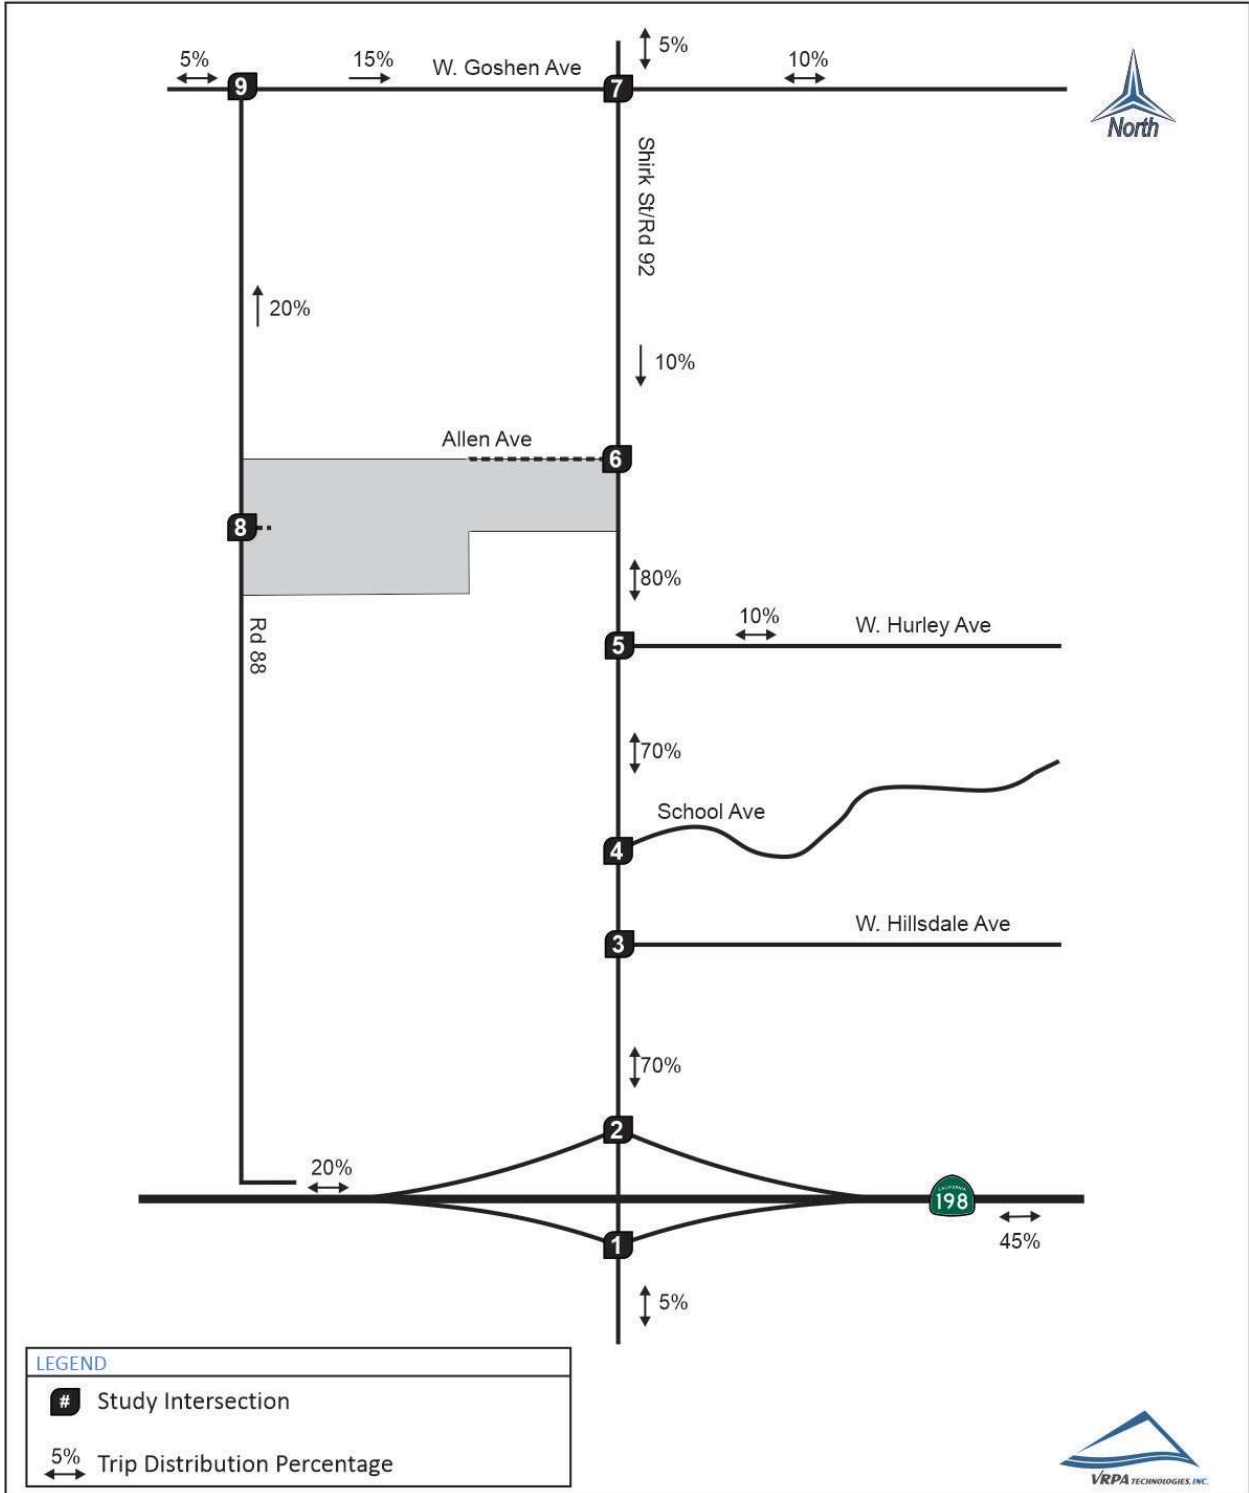 5%
15%
W. Goshen Ave
5%
10%
9
7
North
Shirk St/Rd 92
20%
10%
Allen Ave
6
8
80%
10%
W. Hurley Ave
5
Rd 88
70%
School Ave
4
W. Hillsdale Ave
3
70%
2
20%
CALIFORNIA
198
45%
1
5%
LEGEND
# Study Intersection
5% Trip Distribution Percentage
VRPA TECHNOLOGIES, INC.